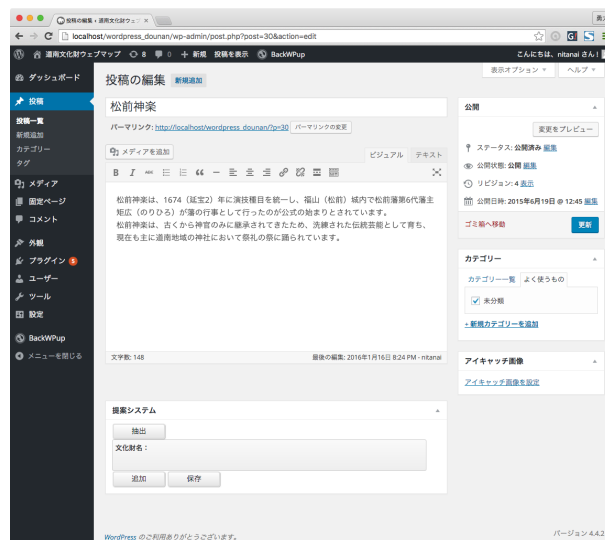 投稿の編集 ‹ 道南文化財ウェ
localhost/wordpress_dounan/wp-admin/post.php?post=30&action=edit
道南文化財ウェブマップ 8 0 新規 投稿を表示 BackWPup こんにちは、nitanai さん!
ダッシュボード
投稿
投稿一覧
新規追加
カテゴリー
タグ
メディア
固定ページ
コメント
外観
プラグイン 5
ユーザー
ツール
設定
BackWPup
メニューを閉じる
表示オプション ヘルプ
投稿の編集 新規追加
松前神楽
パーマリンク: http://localhost/wordpress_dounan/?p=30 パーマリンクの変更
メディアを追加
ビジュアル テキスト
松前神楽は、1674(延宝2)年に演技種目を統一し、福山(松前)城内で松前藩第6代藩主
矩広(のりひろ)が藩の行事として行ったのが公式の始まりとされています。
松前神楽は、古くから神官のみに継承されてきたため、洗練された伝統芸能として育ち、
現在も主に道南地域の神社において祭礼の祭に踊られています。
文字数: 148 最後の編集: 2016年1月16日 8:24 PM - nitanai
提案システム
抽出
文化財名:
追加 保存
公開
変更をプレビュー
ステータス: 公開済み 編集
公開状態: 公開 編集
リビジョン: 4 表示
公開日時: 2015年6月19日 @ 12:45 編集
ゴミ箱へ移動 更新
カテゴリー
カテゴリー一覧 よく使うもの
未分類
+ 新規カテゴリーを追加
アイキャッチ画像
アイキャッチ画像を設定
WordPress のご利用ありがとうございます。
バージョン 4.4.2